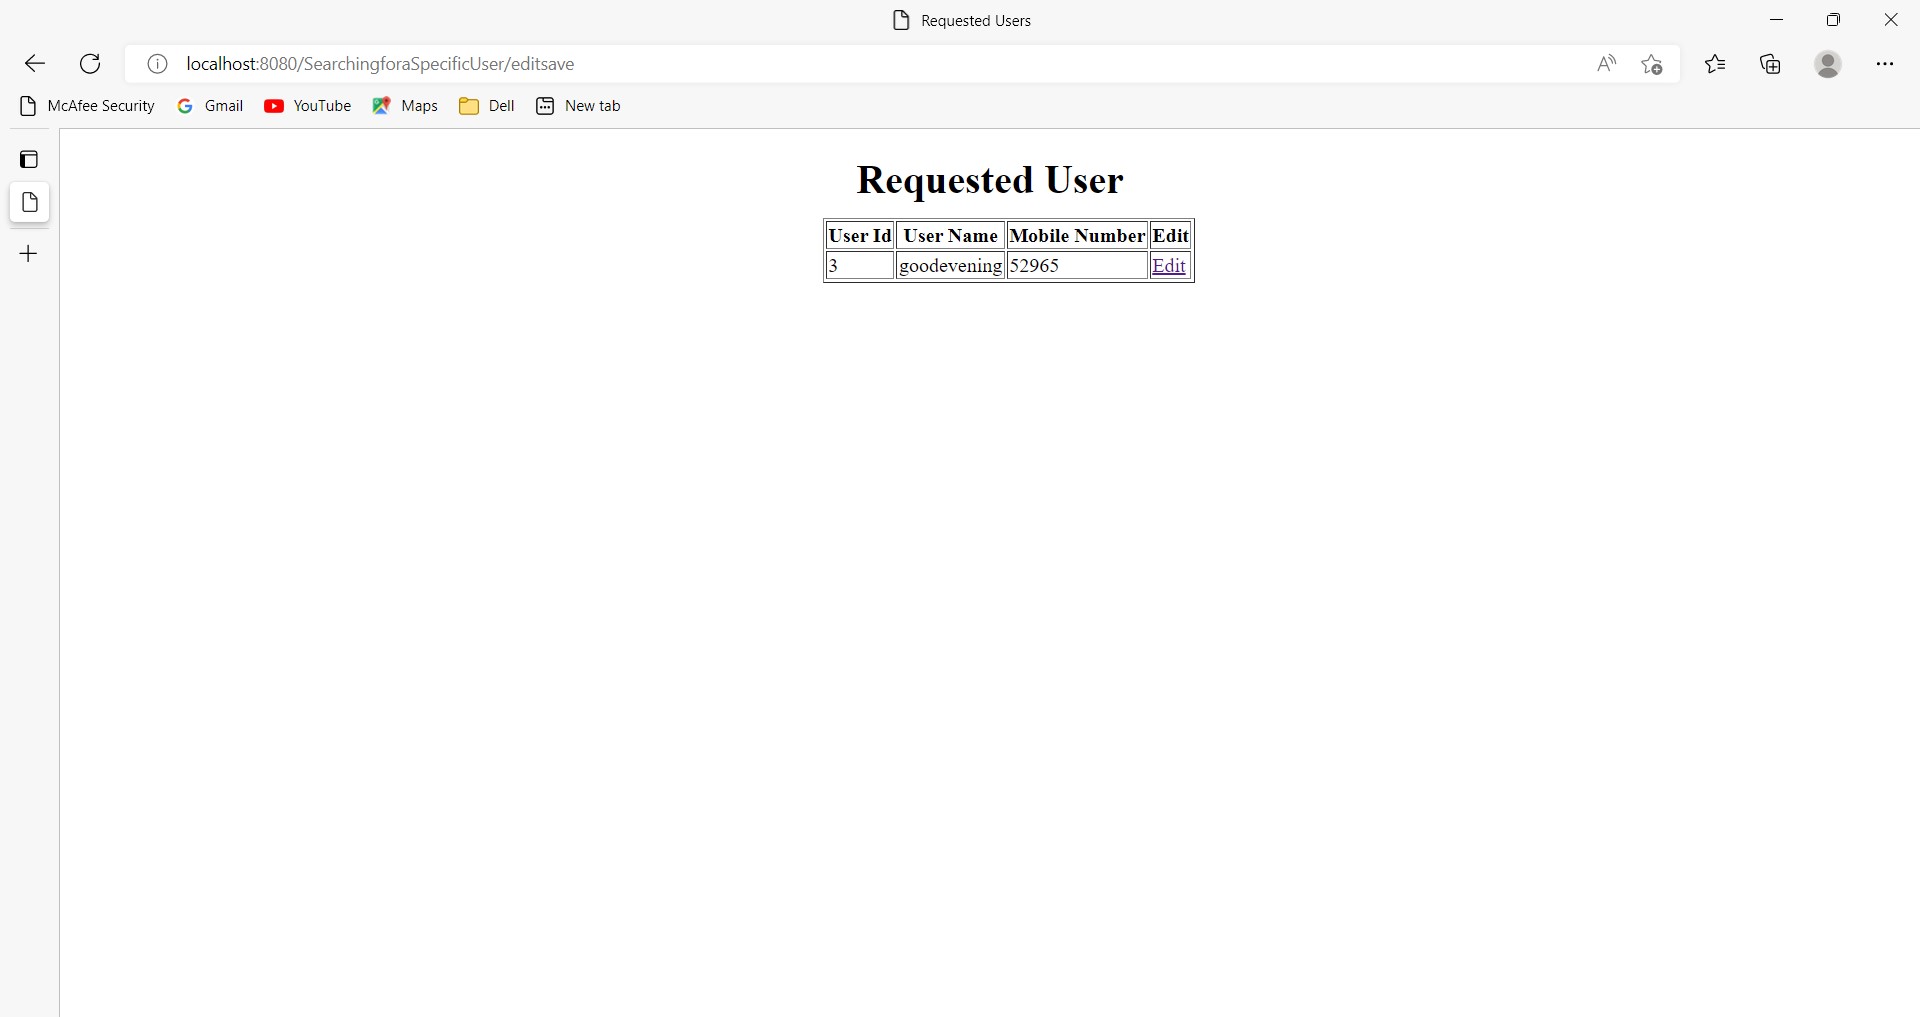 Requested Users
localhost:8080/SearchingforaSpecificUser/editsave
McAfee Security Gmail YouTube Maps Dell New tab
Requested User
User Id User Name Mobile Number Edit
3 goodevening 52965 Edit